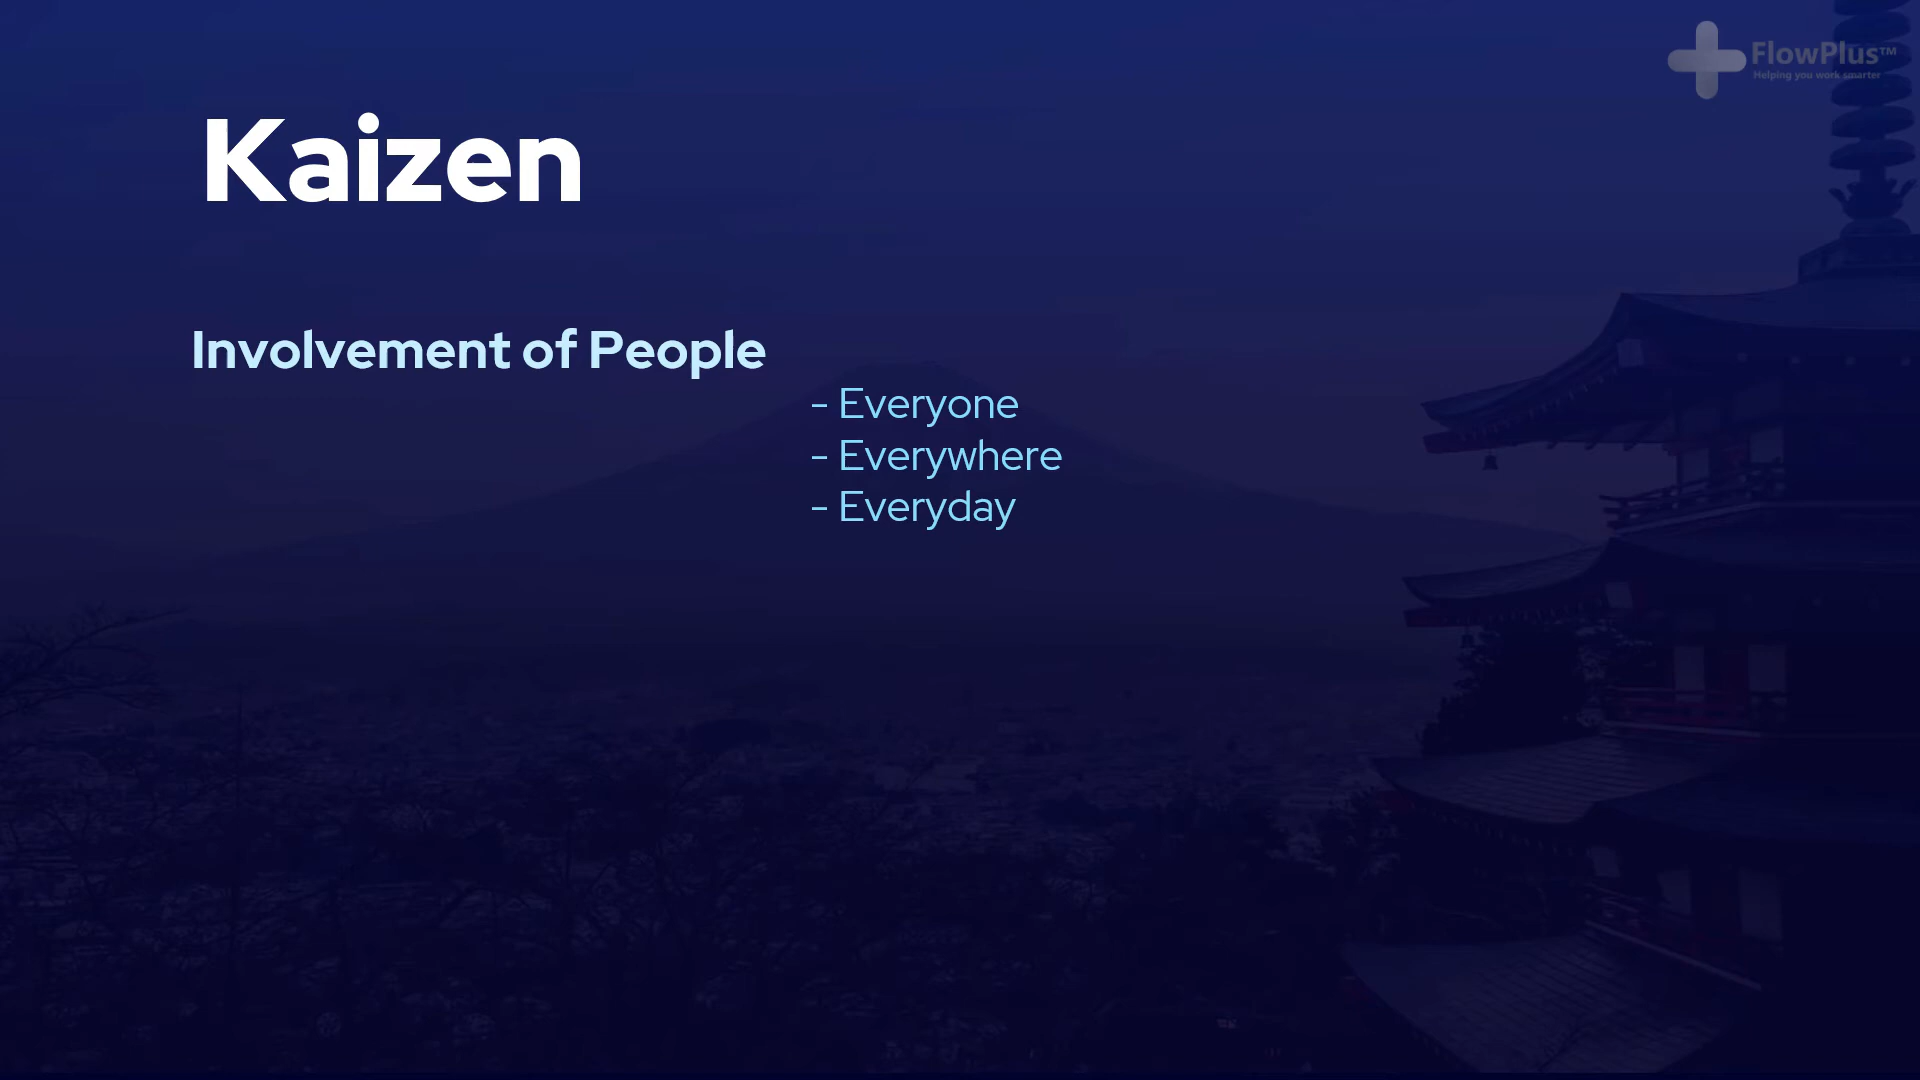 FlowPlus™
Helping you work smarter
Kaizen
Involvement of People
- Everyone
- Everywhere
- Everyday